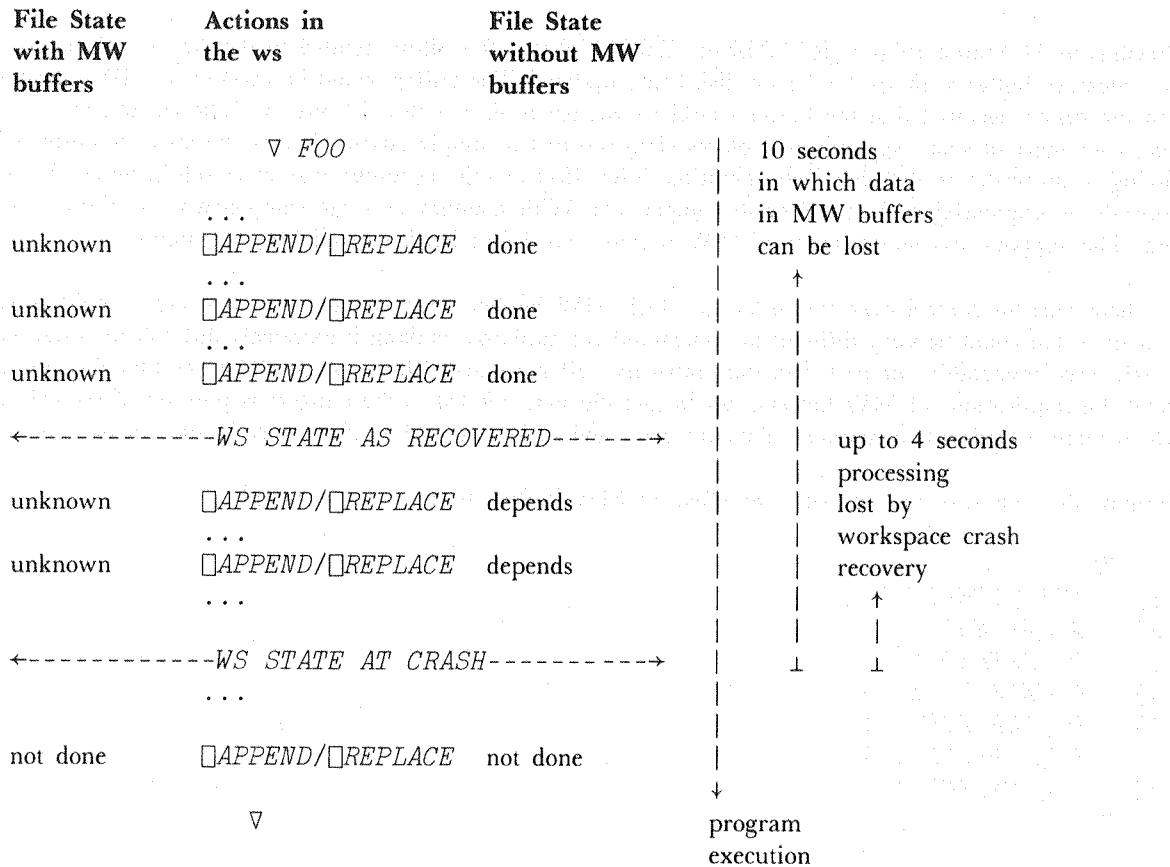 File State Actions in File State
with MW the ws without MW
buffers buffers
∇ FOO 10 seconds
in which data
... in MW buffers
unknown ⎕APPEND/⎕REPLACE done can be lost
...
unknown ⎕APPEND/⎕REPLACE done
...
unknown ⎕APPEND/⎕REPLACE done
←------------WS STATE AS RECOVERED------→ up to 4 seconds
processing
unknown ⎕APPEND/⎕REPLACE depends lost by
... workspace crash
unknown ⎕APPEND/⎕REPLACE depends recovery
...
←------------WS STATE AT CRASH----------→
...
not done ⎕APPEND/⎕REPLACE not done
∇ program
execution